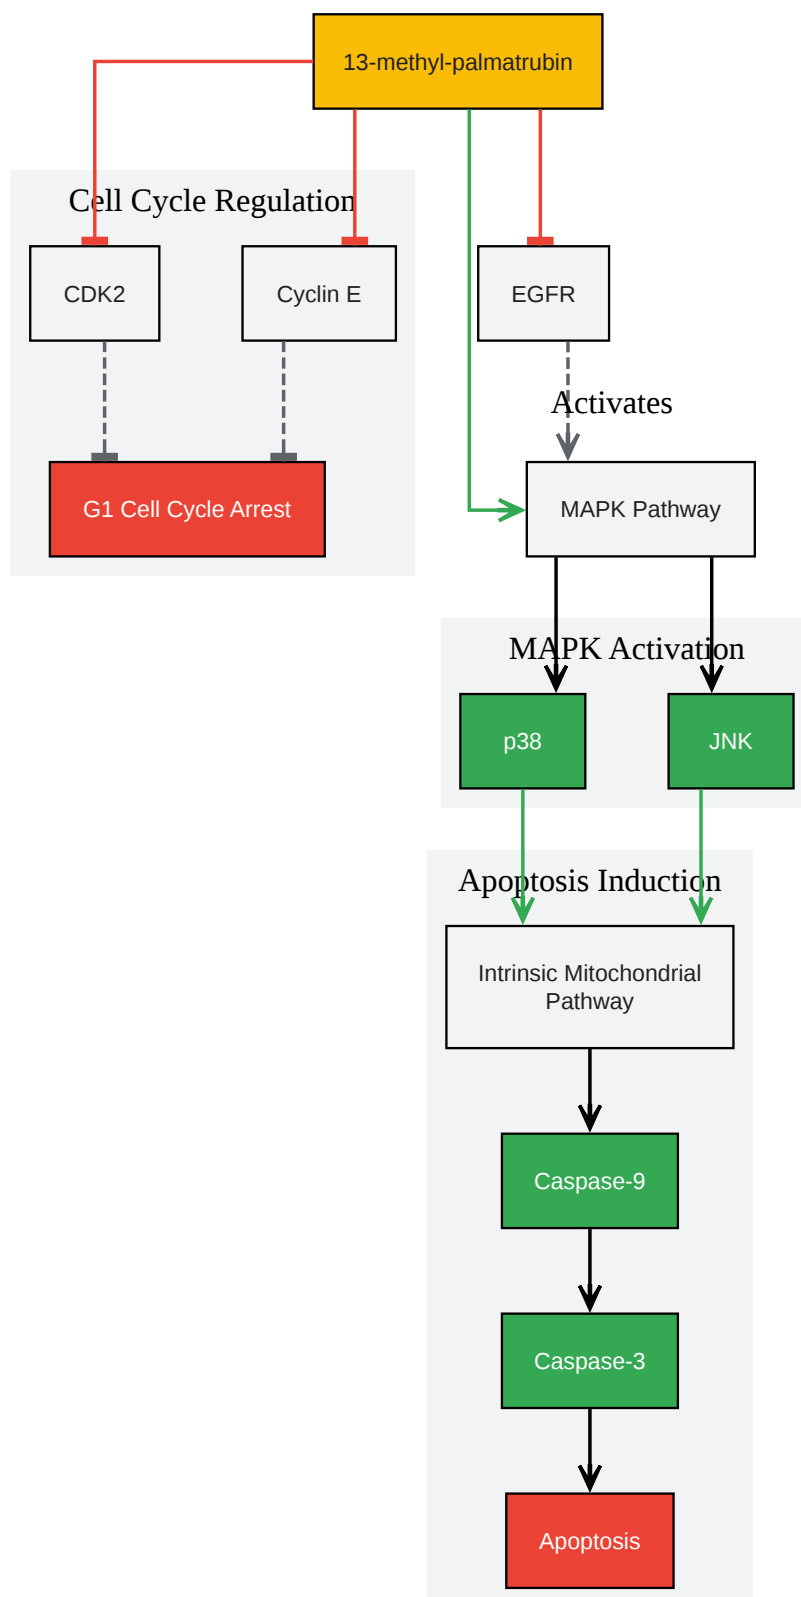 13-methyl-palmatrubin
Cell Cycle Regulation
CDK2
Cyclin E
EGFR
Activates
G1 Cell Cycle Arrest
MAPK Pathway
MAPK Activation
p38
JNK
Apoptosis Induction
Intrinsic Mitochondrial
Pathway
Caspase-9
Caspase-3
Apoptosis